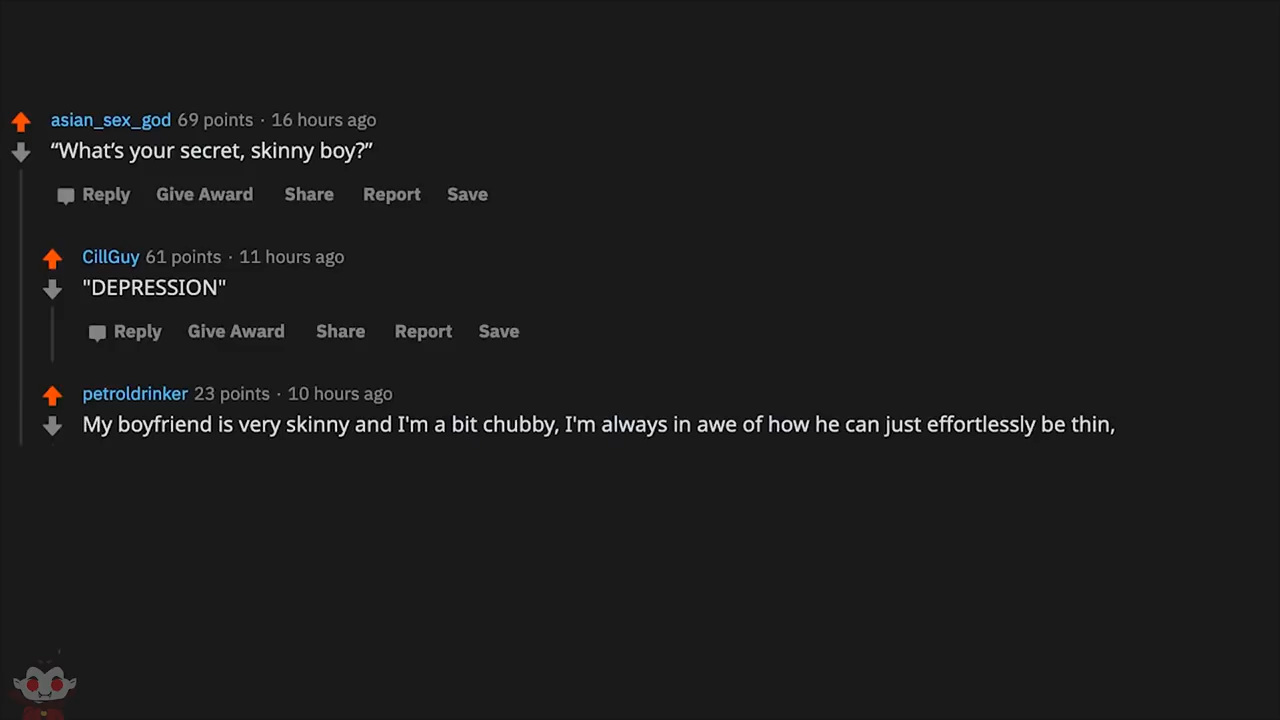 asian_sex_god 69 points · 16 hours ago
“What’s your secret, skinny boy?”
Reply Give Award Share Report Save
CillGuy 61 points · 11 hours ago
"DEPRESSION"
Reply Give Award Share Report Save
petroldrinker 23 points · 10 hours ago
My boyfriend is very skinny and I'm a bit chubby, I'm always in awe of how he can just effortlessly be thin,